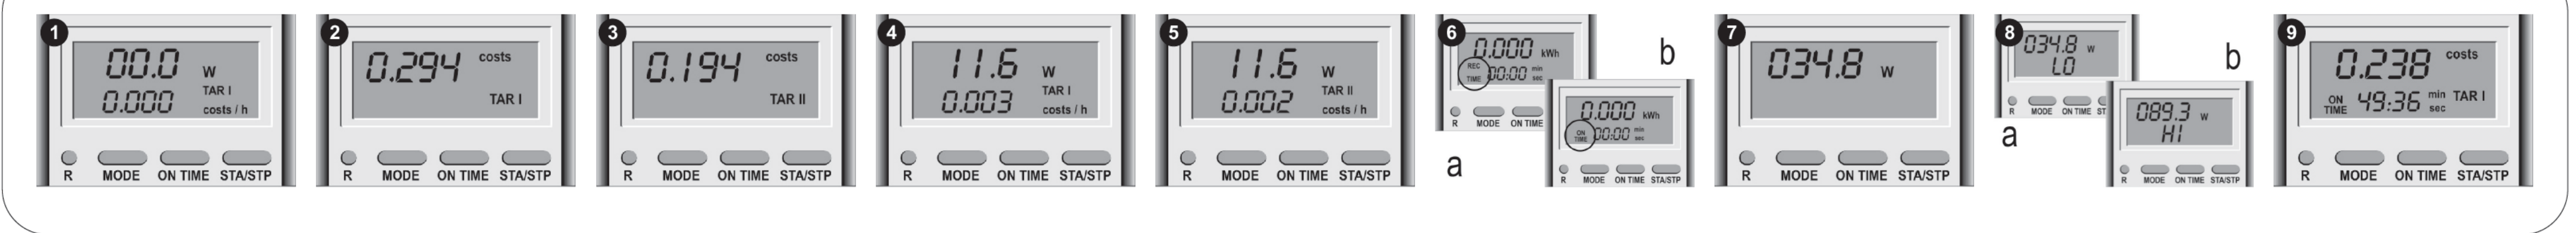 1
00.0 W
TAR I
0.000 costs / h
R MODE ON TIME STA/STP
2
0.294 costs
TAR I
R MODE ON TIME STA/STP
3
0.194 costs
TAR II
R MODE ON TIME STA/STP
4
11.6 W
TAR I
0.003 costs / h
R MODE ON TIME STA/STP
5
11.6 W
TAR II
0.002 costs / h
R MODE ON TIME STA/STP
6
0.000 kWh
REC TIME 00:00 min sec
R MODE ON TIME
a
b
0.000 kWh
ON TIME 00:00 min sec
R MODE ON TIME STA/STP
7
034.8 W
R MODE ON TIME STA/STP
8
034.8 W
LO
R MODE ON TIME ST
a
b
089.3 W
HI
R MODE ON TIME STA/STP
9
0.238 costs
ON TIME 49:36 min sec TAR I
R MODE ON TIME STA/STP